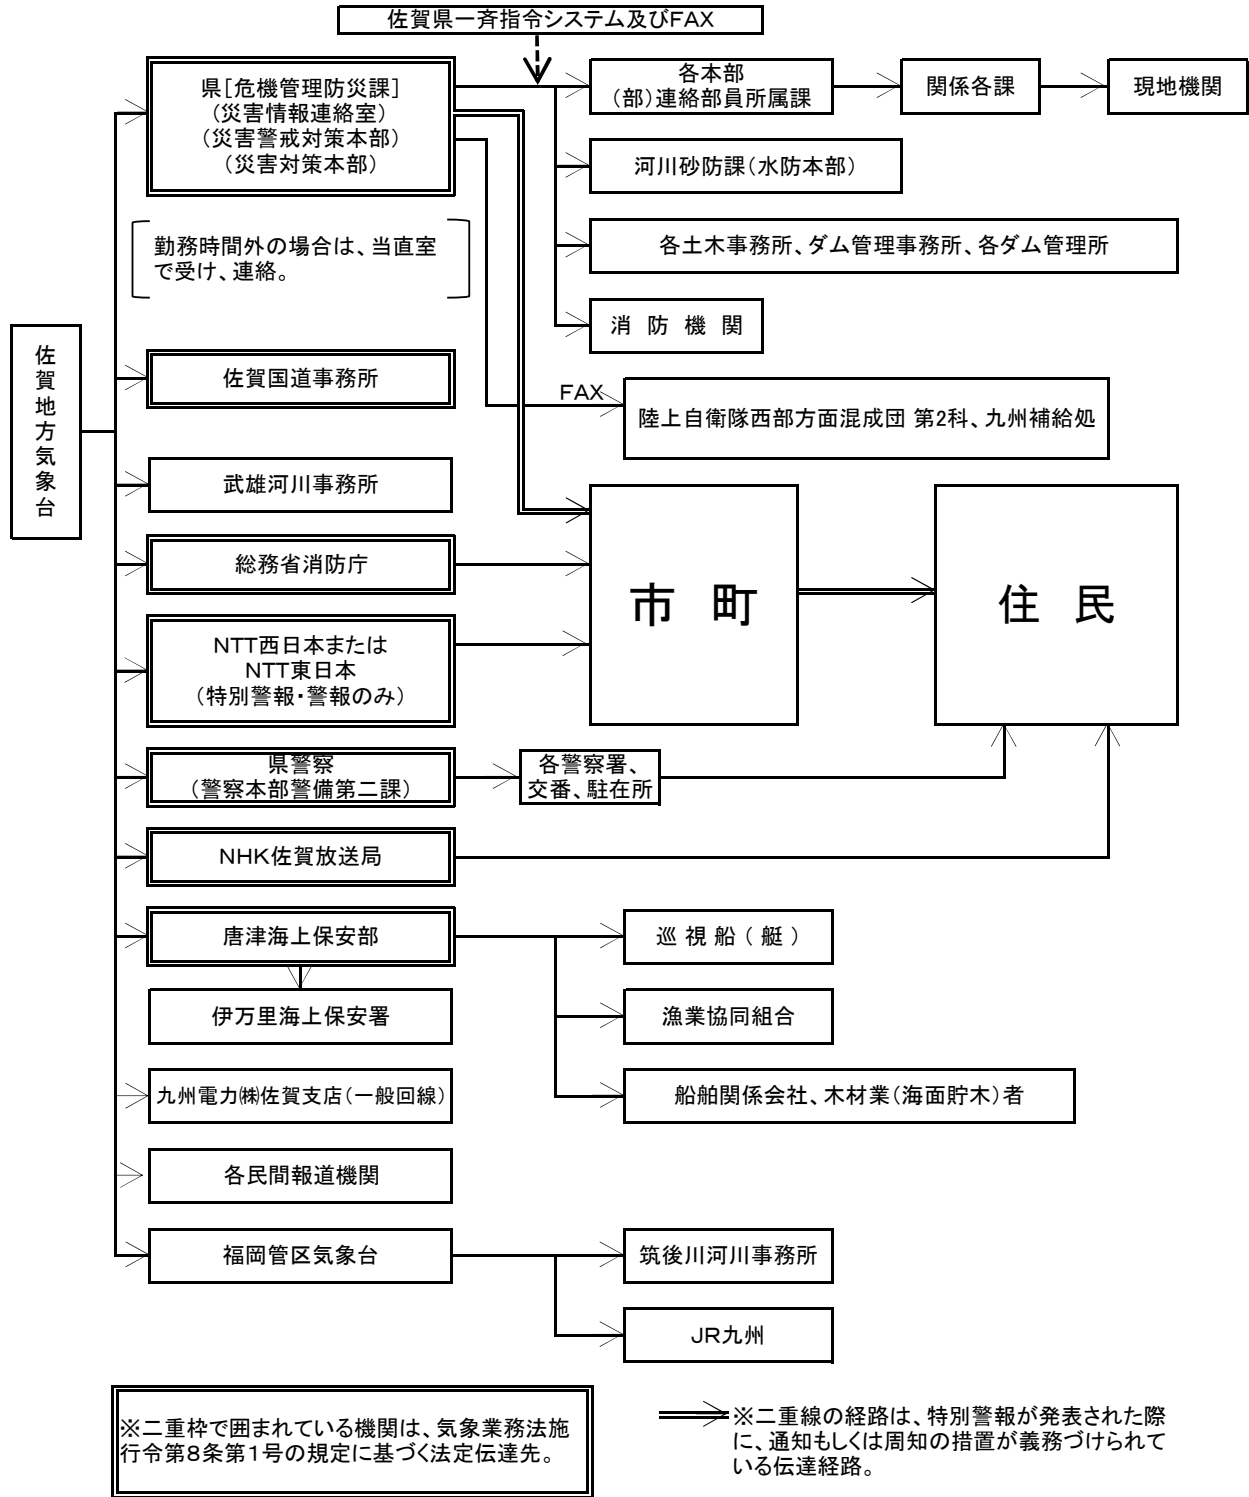 佐賀県一斉指令システム及びFAX
県［危機管理防災課］
（災害情報連絡室）
（災害警戒対策本部）
（災害対策本部）
各本部
（部）連絡部員所属課
関係各課
現地機関
河川砂防課（水防本部）
勤務時間外の場合は、当直室
で受け、連絡。
各土木事務所、ダム管理事務所、各ダム管理所
消 防 機 関
佐賀地方気象台
佐賀国道事務所
FAX
陸上自衛隊西部方面混成団 第2科、九州補給処
武雄河川事務所
総務省消防庁
市 町
住 民
NTT西日本または
NTT東日本
（特別警報・警報のみ）
県警察
（警察本部警備第二課）
各警察署、
交番、駐在所
NHK佐賀放送局
唐津海上保安部
巡 視 船 （ 艇 ）
伊万里海上保安署
漁業協同組合
九州電力㈱佐賀支店（一般回線）
船舶関係会社、木材業（海面貯木）者
各民間報道機関
福岡管区気象台
筑後川河川事務所
JR九州
※二重枠で囲まれている機関は、気象業務法施
行令第8条第1号の規定に基づく法定伝達先。
※二重線の経路は、特別警報が発表された際
に、通知もしくは周知の措置が義務づけられて
いる伝達経路。